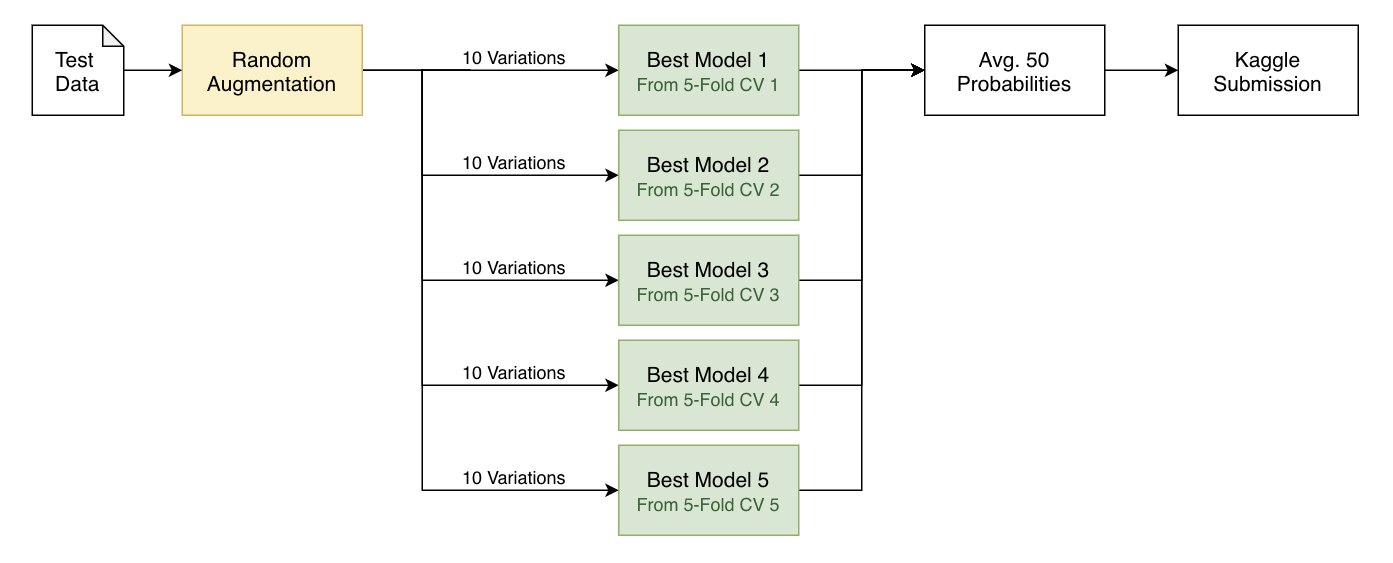 Test
Data
Random
Augmentation
10 Variations
Best Model 1
From 5-Fold CV 1
Avg. 50
Probabilities
Kaggle
Submission
10 Variations
Best Model 2
From 5-Fold CV 2
10 Variations
Best Model 3
From 5-Fold CV 3
10 Variations
Best Model 4
From 5-Fold CV 4
10 Variations
Best Model 5
From 5-Fold CV 5